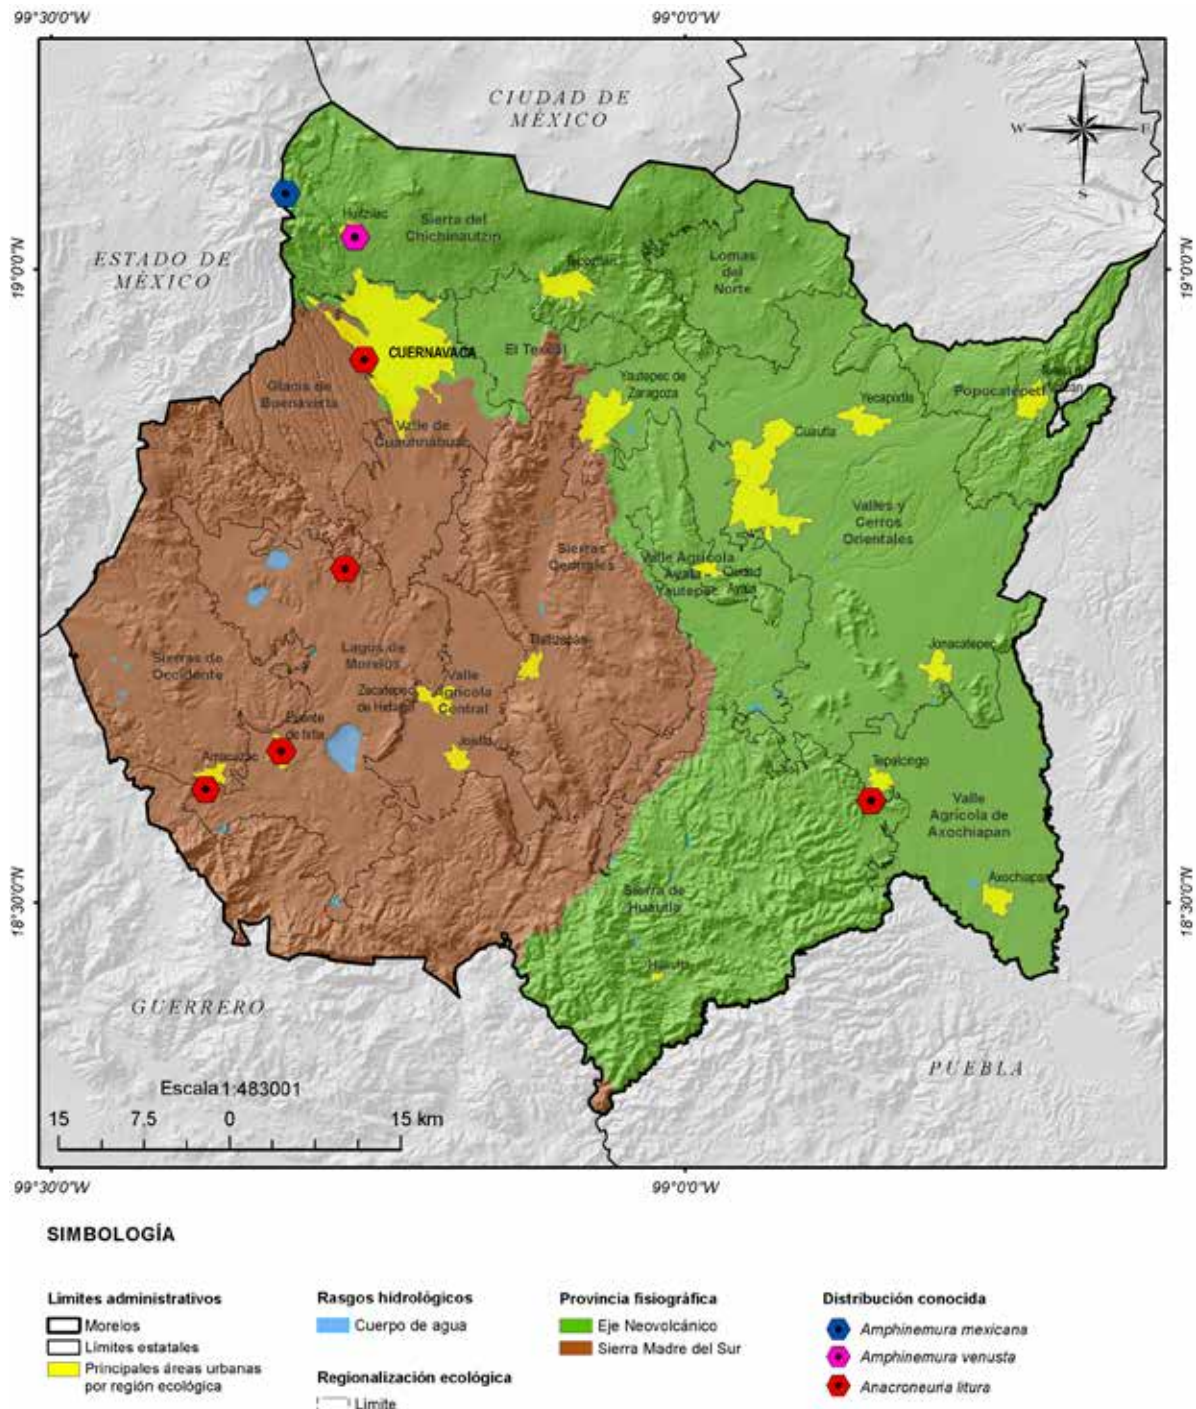 99°30'0"W
99°0'0"W
N
W
E
S
CIUDAD DE
MÉXICO
Huitzilac
Sierra del
Chichinautzin
ESTADO DE
MÉXICO
19°0'0"N
19°0'0"N
Lomas
del
Norte
CUERNAVACA
El Texcal
Glacis de
Buenavista
Yautepec de
Zaragoza
Popocatépetl
Yecapixtla
Valle de
Cuauhnáhuac
Cuautla
Valles y
Cerros
Orientales
Sierras
Centrales
Valle Agrícola
Ayala
Yautepec
Ciudad
Ayala
Jonacatepec
Lagos de
Morelos
Sierras de
Occidente
Zacatepec
de Hidalgo
Valle
Agrícola
Central
Puente
de Ixtla
Jojutla
Amacuzac
Tepalcingo
Valle
Agrícola de
Axochiapan
Axochiapan
Sierra de
Huautla
Huautla
18°30'0"N
18°30'0"N
GUERRERO
PUEBLA
Escala 1:483001
15 7.5 0 15 km
99°30'0"W
99°0'0"W
SIMBOLOGÍA
Límites administrativos
Morelos
Límites estatales
Principales áreas urbanas
por región ecológica
Rasgos hidrológicos
Cuerpo de agua
Regionalización ecológica
Límite
Provincia fisiográfica
Eje Neovolcánico
Sierra Madre del Sur
Distribución conocida
Amphinemura mexicana
Amphinemura venusta
Anacroneuria litura